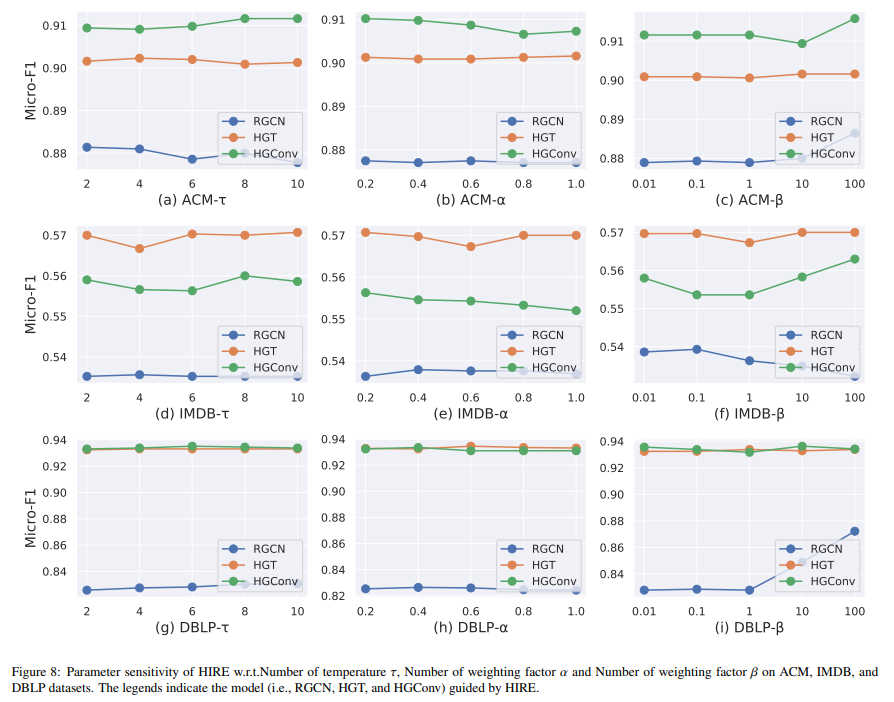 0.91
0.90
0.89
0.88
Micro-F1
RGCN
HGT
HGConv
2 4 6 8 10
(a) ACM-τ
0.91
0.90
0.89
0.88
RGCN
HGT
HGConv
0.2 0.4 0.6 0.8 1.0
(b) ACM-α
0.91
0.90
0.89
0.88
RGCN
HGT
HGConv
0.01 0.1 1 10 100
(c) ACM-β
0.57
0.56
0.55
0.54
Micro-F1
RGCN
HGT
HGConv
2 4 6 8 10
(d) IMDB-τ
0.57
0.56
0.55
0.54
RGCN
HGT
HGConv
0.2 0.4 0.6 0.8 1.0
(e) IMDB-α
0.57
0.56
0.55
0.54
RGCN
HGT
HGConv
0.01 0.1 1 10 100
(f) IMDB-β
0.94
0.92
0.90
0.88
0.86
0.84
Micro-F1
RGCN
HGT
HGConv
2 4 6 8 10
(g) DBLP-τ
0.94
0.92
0.90
0.88
0.86
0.84
0.82
RGCN
HGT
HGConv
0.2 0.4 0.6 0.8 1.0
(h) DBLP-α
0.94
0.92
0.90
0.88
0.86
0.84
RGCN
HGT
HGConv
0.01 0.1 1 10 100
(i) DBLP-β
Figure 8: Parameter sensitivity of HIRE w.r.t.Number of temperature τ, Number of weighting factor α and Number of weighting factor β on ACM, IMDB, and
DBLP datasets. The legends indicate the model (i.e., RGCN, HGT, and HGConv) guided by HIRE.